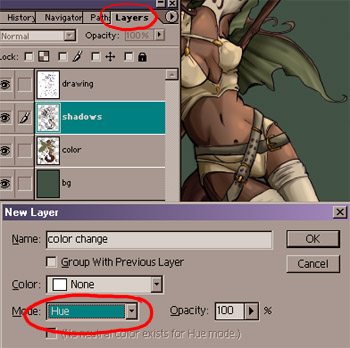 History Navigator Paths Layers
Normal Opacity: 100%
Lock:
drawing
shadows
color
bg
New Layer
Name: color change OK
Group With Previous Layer Cancel
Color: None
Mode: Hue Opacity: 100 %
(No neutral color exists for Hue mode.)